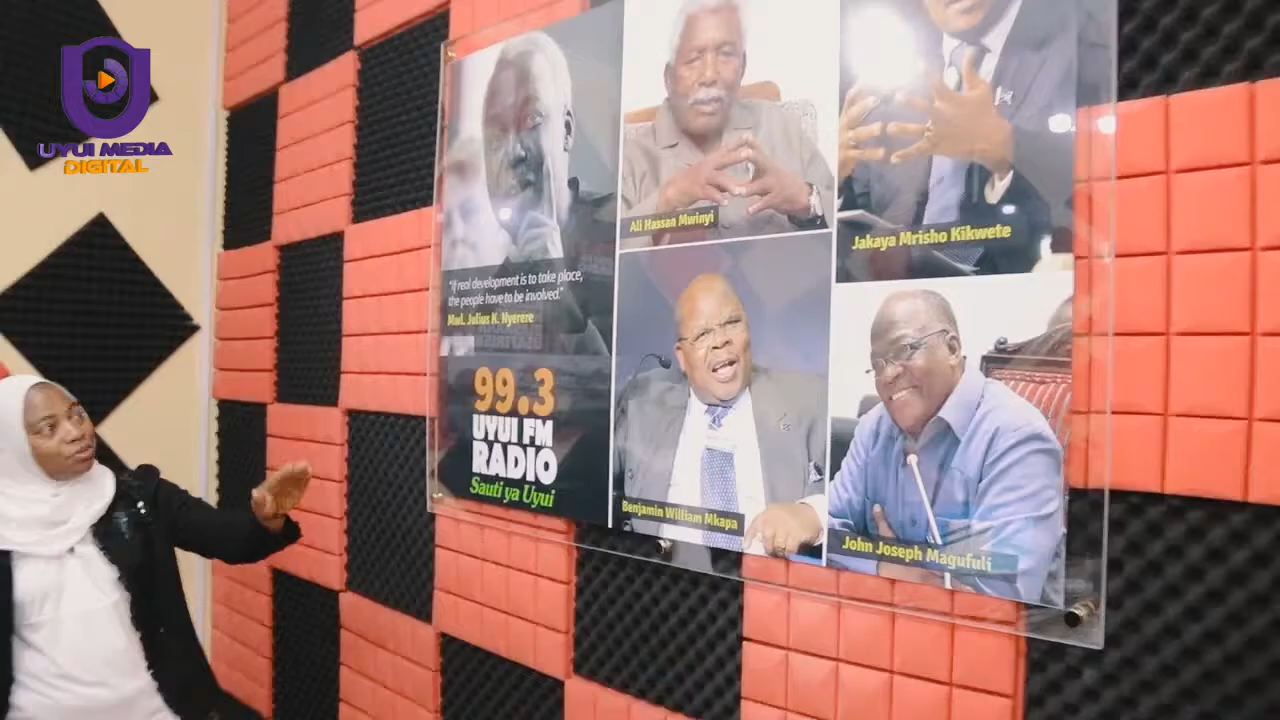 UYUI MEDIA
DIGITAL
"If real development is to take place,
the people have to be involved."
Mwl. Julius K. Nyerere
99.3
UYUI FM
RADIO
Sauti ya Uyui
Ali Hassan Mwinyi
Jakaya Mrisho Kikwete
Benjamin William Mkapa
John Joseph Magufuli